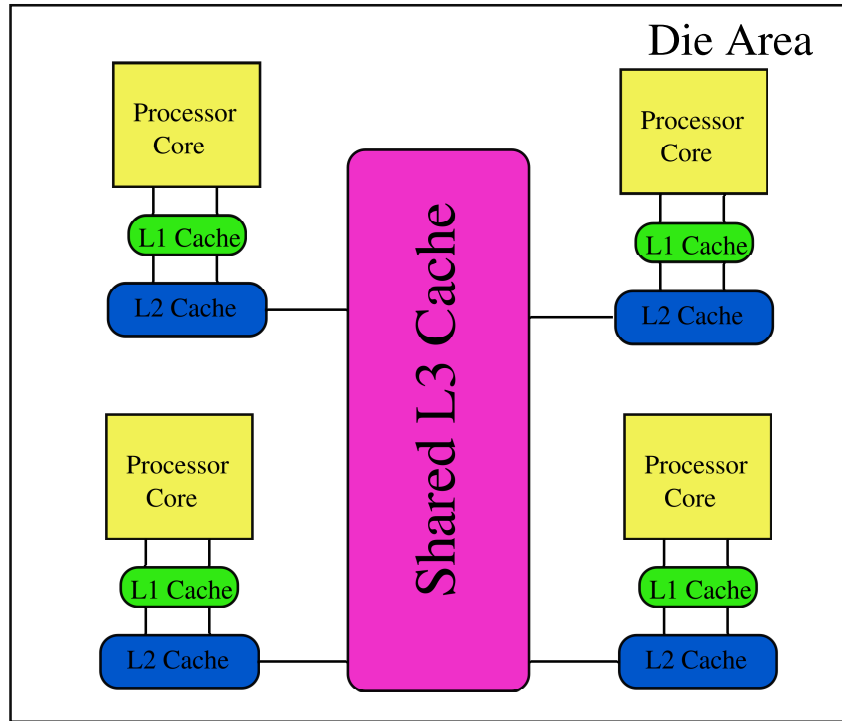 Die Area
Processor
Core
L1 Cache
L2 Cache
Processor
Core
L1 Cache
L2 Cache
Shared L3 Cache
Processor
Core
L1 Cache
L2 Cache
Processor
Core
L1 Cache
L2 Cache